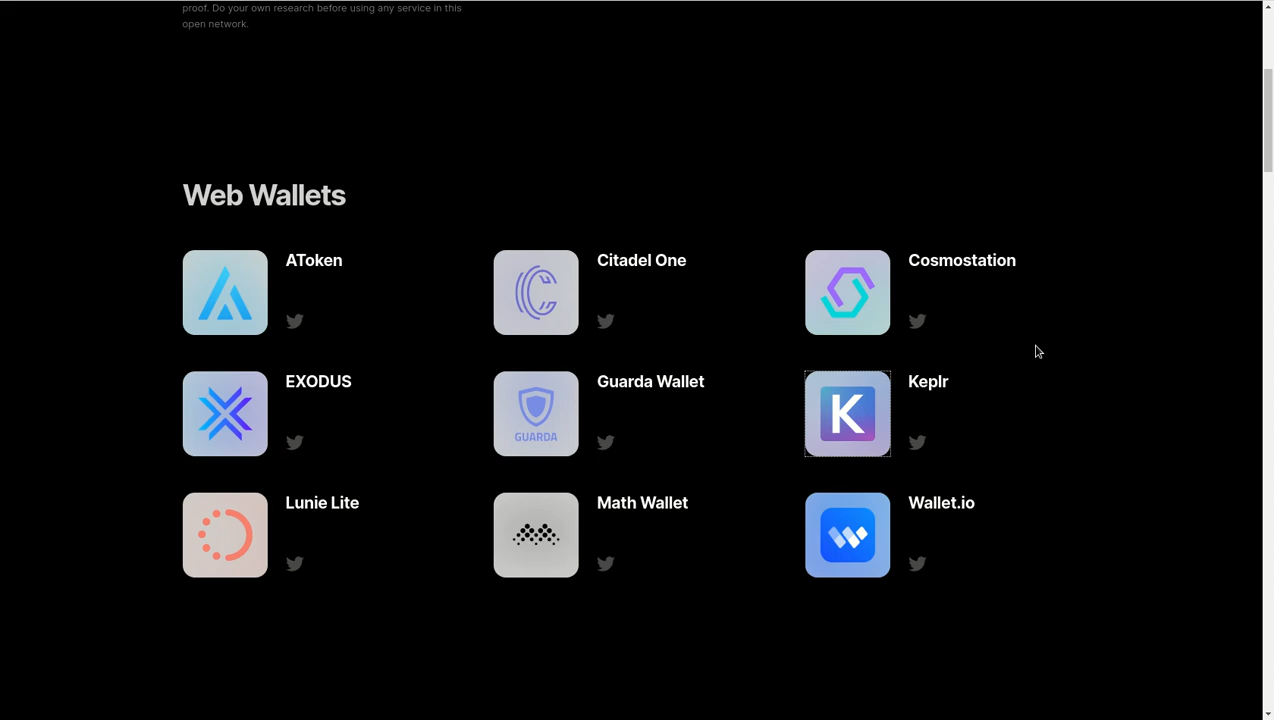 proof. Do your own research before using any service in this
open network.
Web Wallets
AToken
Citadel One
Cosmostation
EXODUS
Guarda Wallet
GUARDA
Keplr
K
Lunie Lite
Math Wallet
Wallet.io